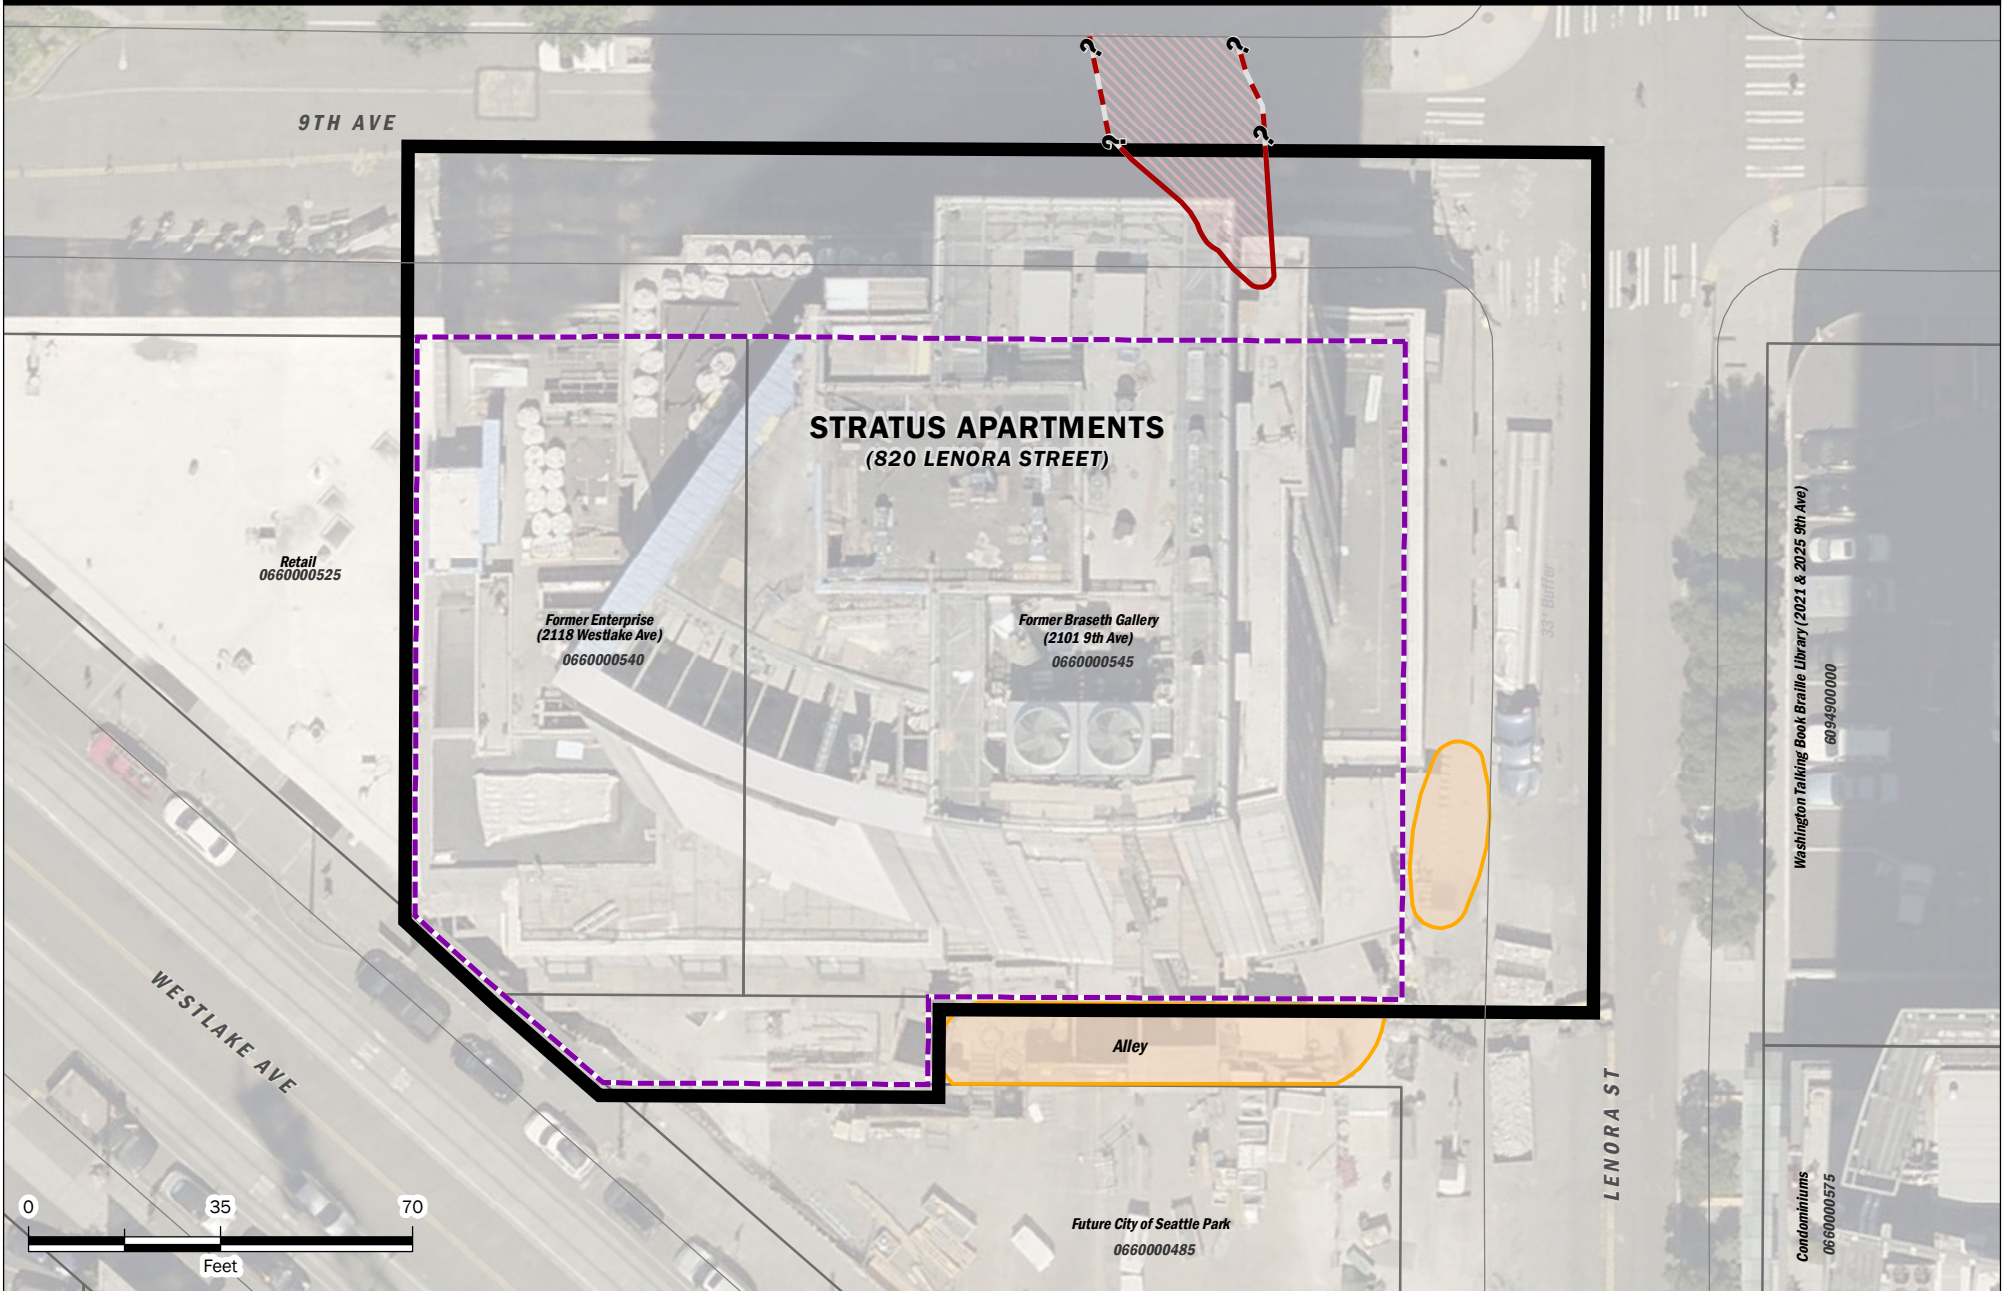 ?
?
9TH AVE
?
?
STRATUS APARTMENTS
(820 LENORA STREET)
Retail
0660000525
Former Enterprise
(2118 Westlake Ave)
0660000540
Former Braseth Gallery
(2101 9th Ave)
0660000545
33' Buffer
Washington Talking Book Braille Library (2021 & 2025 9th Ave)
6094900000
WESTLAKE AVE
Alley
LENORA ST
Future City of Seattle Park
0660000485
Condominiums
0660000575
0 35 70
Feet